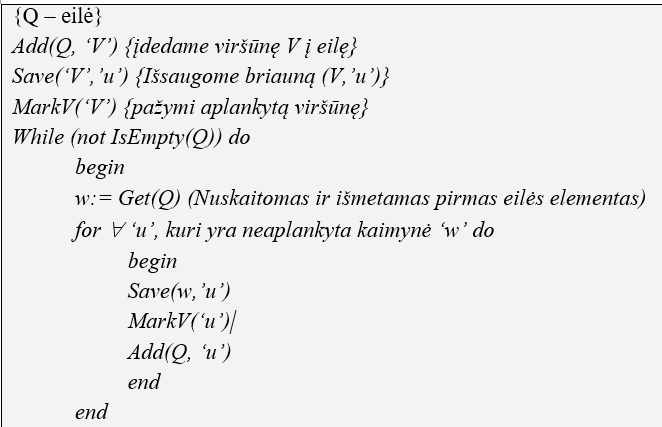 {Q – eilė}
Add(Q, ‘V’) {įdedame viršūnę V į eilę}
Save(‘V’,’u’) {Išsaugome briauną (V,’u’)}
MarkV(‘V’) {pažymi aplankytą viršūnę}
While (not IsEmpty(Q)) do
begin
w:= Get(Q) (Nuskaitomas ir išmetamas pirmas eilės elementas)
for ∀ ‘u’, kuri yra neaplankyta kaimynė ‘w’ do
begin
Save(w,’u’)
MarkV(‘u’)
Add(Q, ‘u’)
end
end